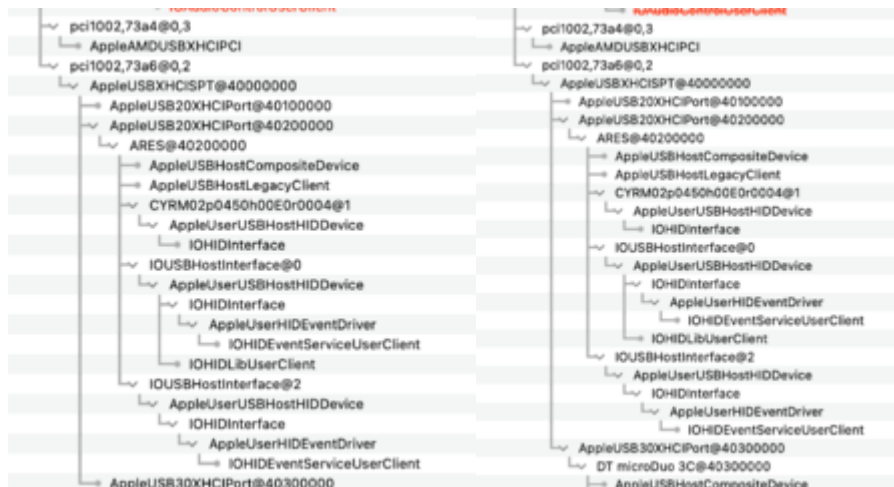 IOAudioControlUserClient
pci1002,73a4@0,3
AppleAMDUSBXHCIPCI
pci1002,73a6@0,2
AppleUSBXHCISPT@40000000
AppleUSB20XHCIPort@40100000
AppleUSB20XHCIPort@40200000
ARES@40200000
AppleUSBHostCompositeDevice
AppleUSBHostLegacyClient
CYRM02p0450h00E0r0004@1
AppleUserUSBHostHIDDevice
IOHIDInterface
IOUSBHostInterface@0
AppleUserUSBHostHIDDevice
IOHIDInterface
AppleUserHIDEventDriver
IOHIDEventServiceUserClient
IOHIDLibUserClient
IOUSBHostInterface@2
AppleUserUSBHostHIDDevice
IOHIDInterface
AppleUserHIDEventDriver
IOHIDEventServiceUserClient
AppleUSB30XHCIPort@40300000
IOAudioControlUserClient
pci1002,73a4@0,3
AppleAMDUSBXHCIPCI
pci1002,73a6@0,2
AppleUSBXHCISPT@40000000
AppleUSB20XHCIPort@40100000
AppleUSB20XHCIPort@40200000
ARES@40200000
AppleUSBHostCompositeDevice
AppleUSBHostLegacyClient
CYRM02p0450h00E0r0004@1
AppleUserUSBHostHIDDevice
IOHIDInterface
IOUSBHostInterface@0
AppleUserUSBHostHIDDevice
IOHIDInterface
AppleUserHIDEventDriver
IOHIDEventServiceUserClient
IOHIDLibUserClient
IOUSBHostInterface@2
AppleUserUSBHostHIDDevice
IOHIDInterface
AppleUserHIDEventDriver
IOHIDEventServiceUserClient
AppleUSB30XHCIPort@40300000
DT microDuo 3C@40300000
AppleUSBHostCompositeDevice